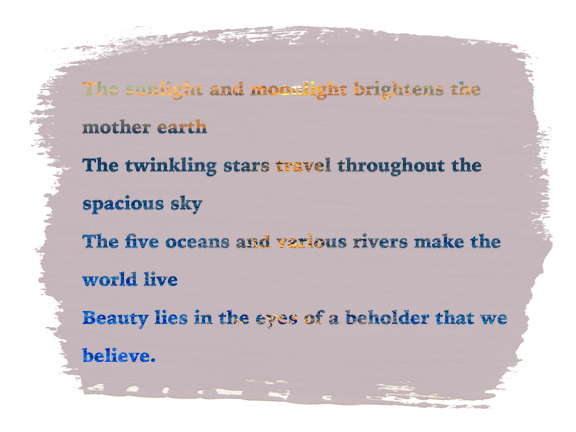 The sunlight and moonlight brightens the
mother earth
The twinkling stars travel throughout the
spacious sky
The five oceans and various rivers make the
world live
Beauty lies in the eyes of a beholder that we
believe.